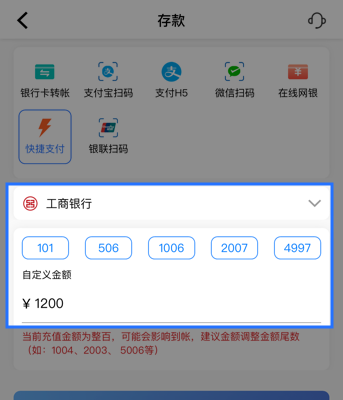 存款
银行卡转帐 支付宝扫码 支付H5 微信扫码 在线网银
快捷支付 银联扫码
工商银行
101 506 1006 2007 4997
自定义金额
¥ 1200
当前充值金额为整百，可能会影响到帐，建议金额调整金额尾数
（如：1004、2003、 5006等）